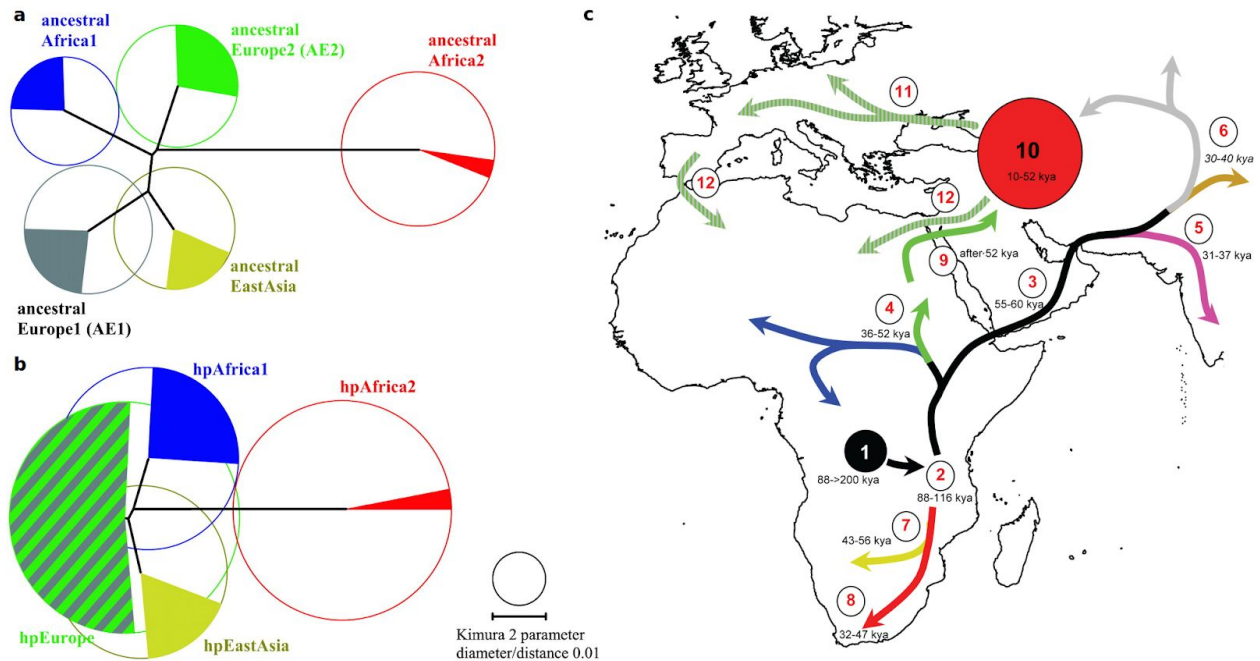 a
ancestral
Africa1
ancestral
Europe2 (AE2)
ancestral
Africa2
ancestral
EastAsia
ancestral
Europe1 (AE1)
b
hpAfrica1
hpAfrica2
hpEurope
hpEastAsia
Kimura 2 parameter
diameter/distance 0.01
c
11
10
10-52 kya
6
30-40 kya
12
12
5
31-37 kya
9
after·52 kya
3
55-60 kya
4
36-52 kya
1
88->200 kya
2
88-116 kya
7
43-56 kya
8
32-47 kya